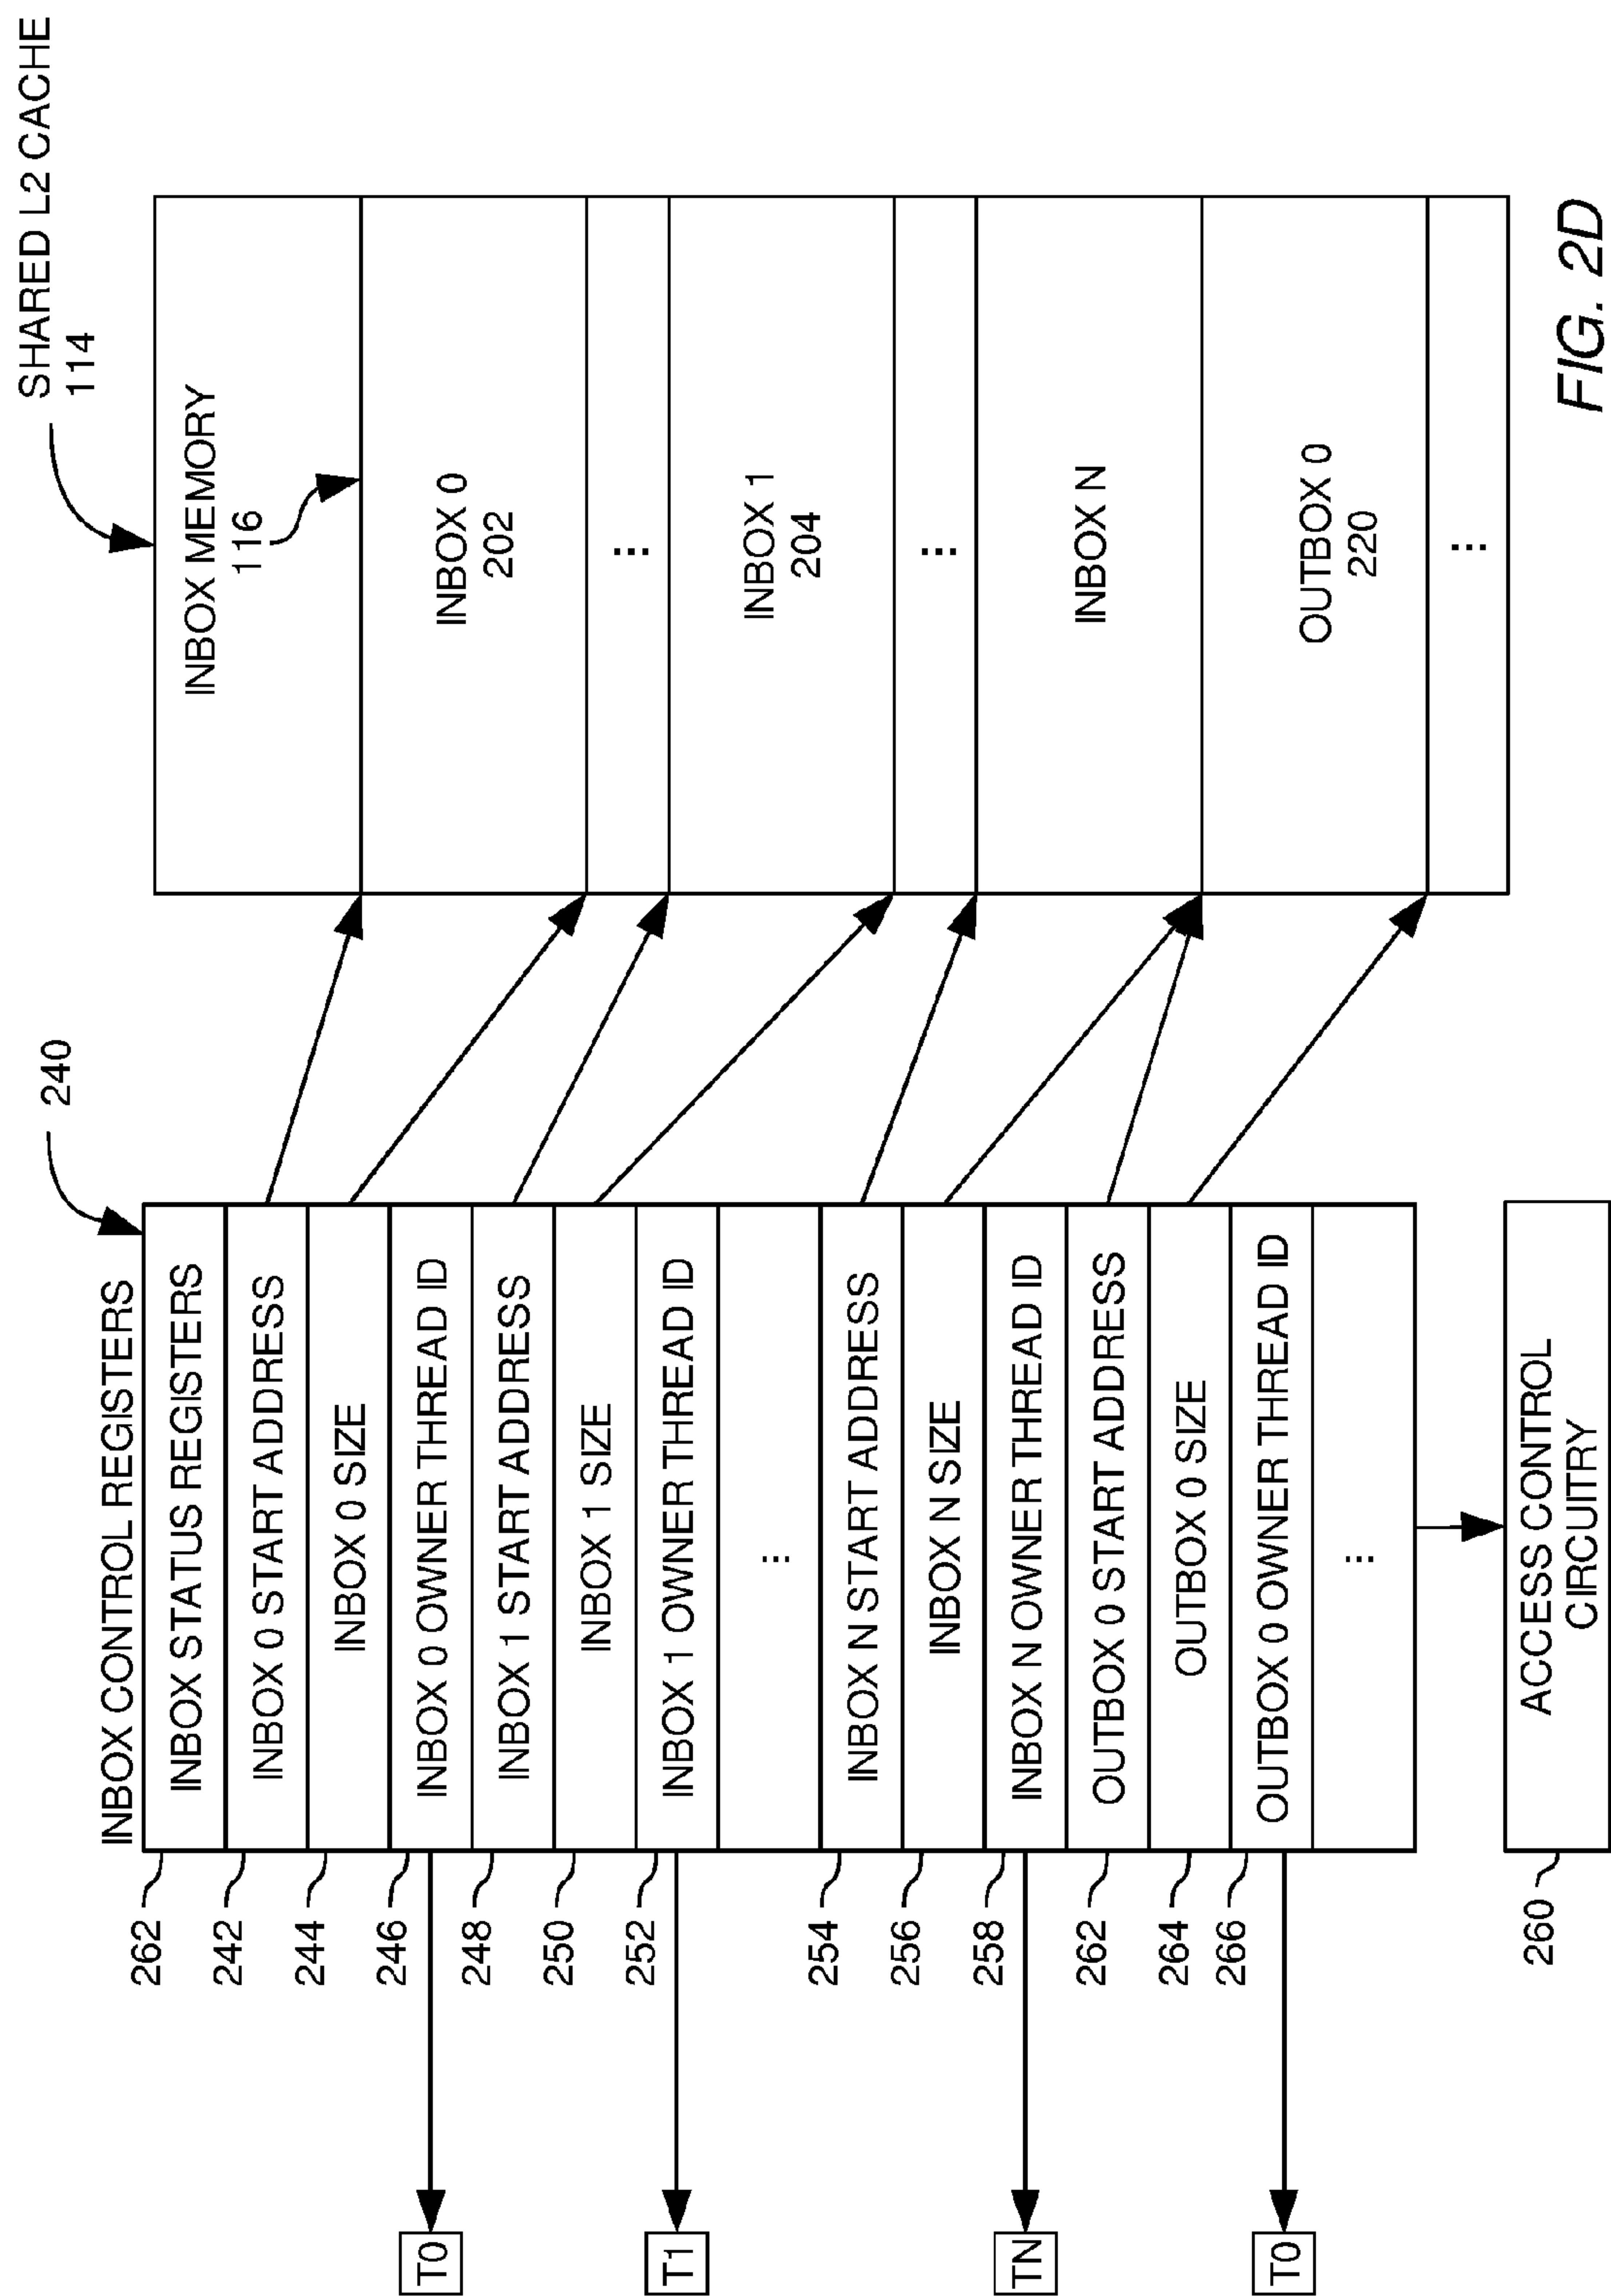 SHARED L2 CACHE
114
240
INBOX CONTROL REGISTERS
262
INBOX STATUS REGISTERS
242
INBOX 0 START ADDRESS
244
INBOX 0 SIZE
246
INBOX 0 OWNER THREAD ID
T0
248
INBOX 1 START ADDRESS
250
INBOX 1 SIZE
252
INBOX 1 OWNER THREAD ID
T1
...
254
INBOX N START ADDRESS
256
INBOX N SIZE
258
INBOX N OWNER THREAD ID
TN
262
OUTBOX 0 START ADDRESS
264
OUTBOX 0 SIZE
266
OUTBOX 0 OWNER THREAD ID
T0
...
260
ACCESS CONTROL
CIRCUITRY
INBOX MEMORY
116
INBOX 0
202
...
INBOX 1
204
...
INBOX N
OUTBOX 0
220
...
FIG. 2D